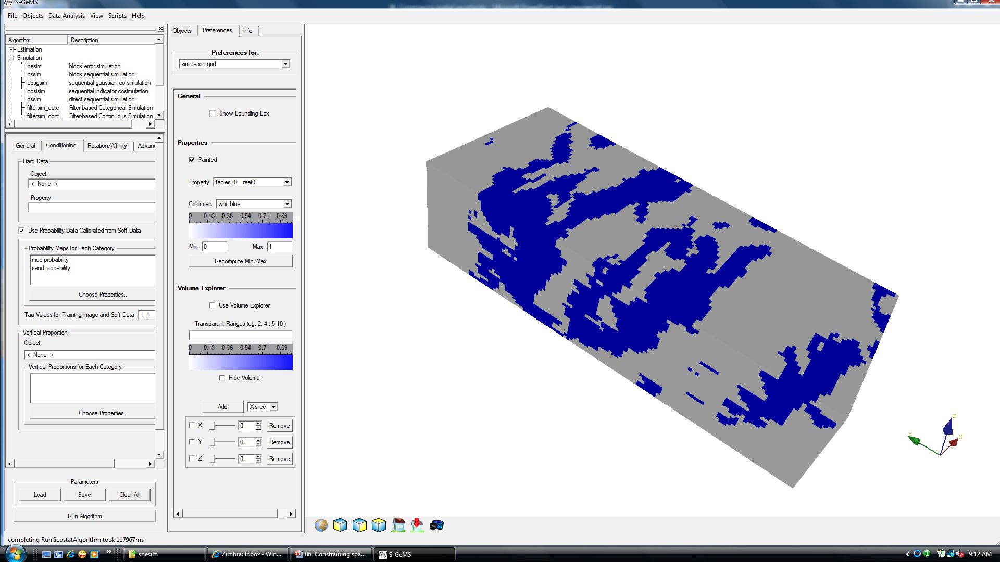 S-GeMS
File Objects Data Analysis View Scripts Help
Algorithm Description
Estimation
Simulation
besim block error simulation
bssim block sequential simulation
cosgsim sequential gaussian co-simulation
cosisim sequential indicator cosimulation
dssim direct sequential simulation
filtersim_cate Filter-based Categorical Simulation
filtersim_cont Filter-based Continuous Simulation
General Conditioning Rotation/Affinity Advanc
Hard Data
Object
<- None ->
Property
Use Probability Data Calibrated from Soft Data
Probability Maps for Each Category
mud probability
sand probability
Choose Properties...
Tau Values for Training Image and Soft Data 1 1
Vertical Proportion
Object
<- None ->
Vertical Proportions for Each Category
Choose Properties...
Parameters
Load Save Clear All
Run Algorithm
completing RunGeostatAlgorithm took 117967ms
Objects Preferences Info
Preferences for:
simulation grid
General
Show Bounding Box
Properties
Painted
Property facies_0__real0
Colormap whi_blue
0 0.18 0.36 0.54 0.71 0.89
Min 0 Max 1
Recompute Min/Max
Volume Explorer
Use Volume Explorer
Transparent Ranges (eg. 2, 4 ; 5,10 )
0 0.18 0.36 0.54 0.71 0.89
Hide Volume
Add X slice
X 0 Remove
Y 0 Remove
Z 0 Remove
Z
Y
X
snesim
Zimbra: Inbox - Win...
06. Constraining spa...
S-GeMS
9:12 AM